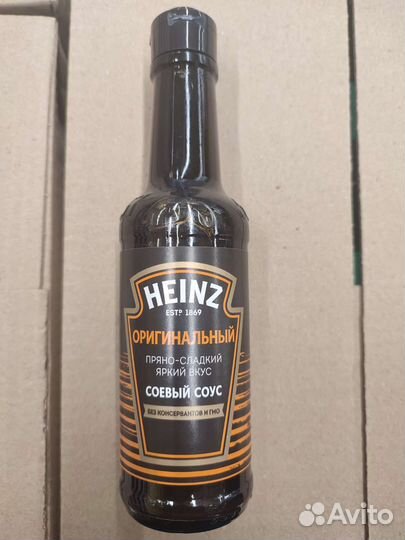 HEINZ
ESTD 1869
ОРИГИНАЛЬНЫЙ
ПРЯНО-СЛАДКИЙ
ЯРКИЙ ВКУС
СОЕВЫЙ СОУС
БЕЗ КОНСЕРВАНТОВ И ГМО
Avito